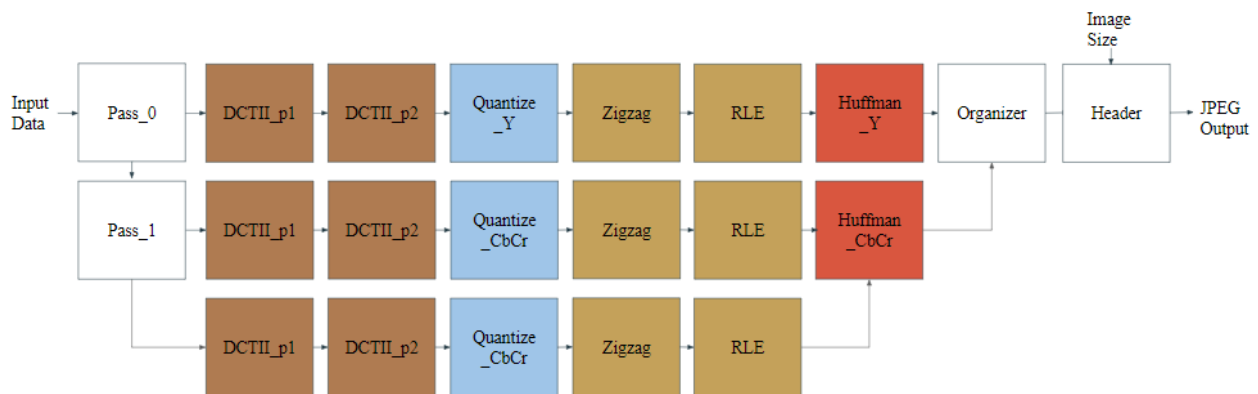 Image
Size
Input
Data
Pass_0
DCTII_p1
DCTII_p2
Quantize
_Y
Zigzag
RLE
Huffman
_Y
Organizer
Header
JPEG
Output
Pass_1
DCTII_p1
DCTII_p2
Quantize
_CbCr
Zigzag
RLE
Huffman
_CbCr
DCTII_p1
DCTII_p2
Quantize
_CbCr
Zigzag
RLE